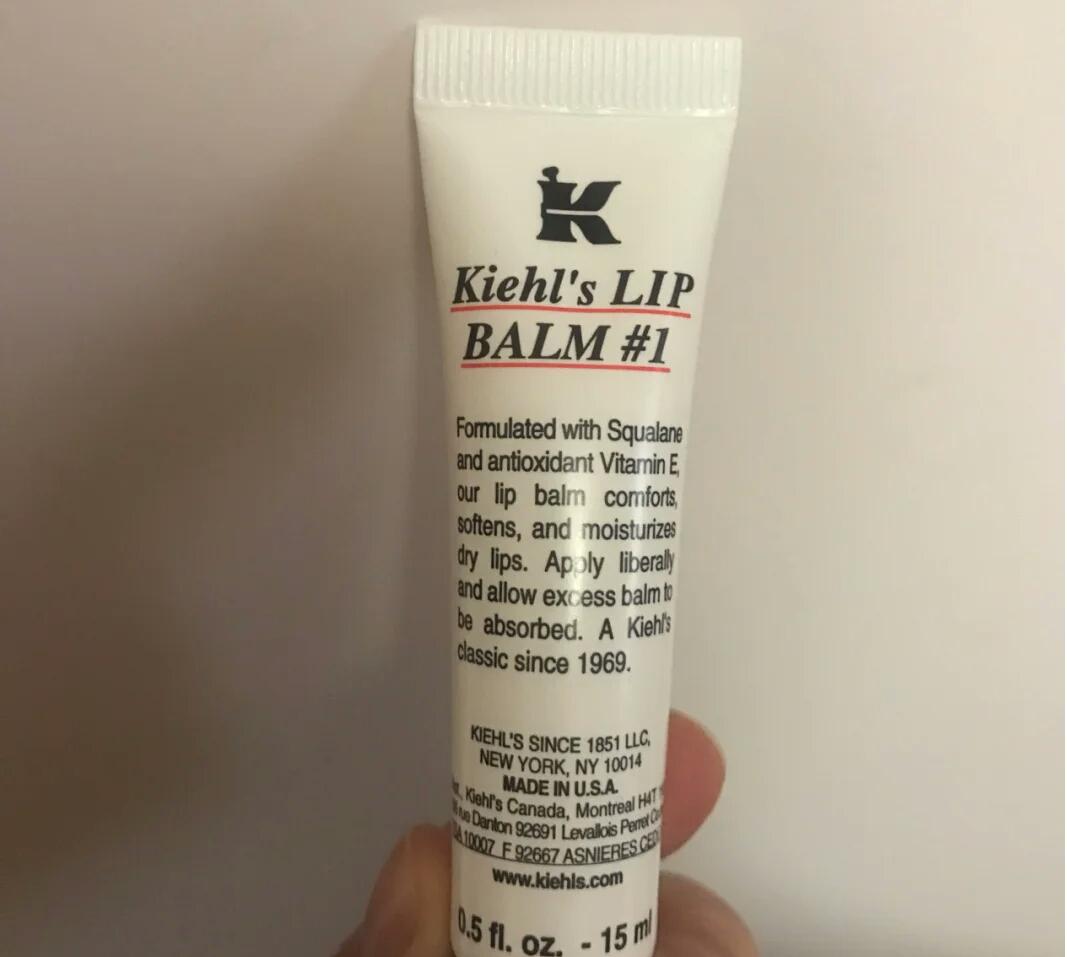 K
Kiehl's LIP
BALM #1
Formulated with Squalane
and antioxidant Vitamin E,
our lip balm comforts,
softens, and moisturizes
dry lips. Apply liberally
and allow excess balm to
be absorbed. A Kiehl's
classic since 1969.
KIEHL'S SINCE 1851 LLC,
NEW YORK, NY 10014
MADE IN U.S.A.
Kiehl's Canada, Montreal H4T
rue Danton 92691 Levallois Perret
10007 F 92667 ASNIERES CED
www.kiehls.com
0.5 fl. oz. - 15 ml